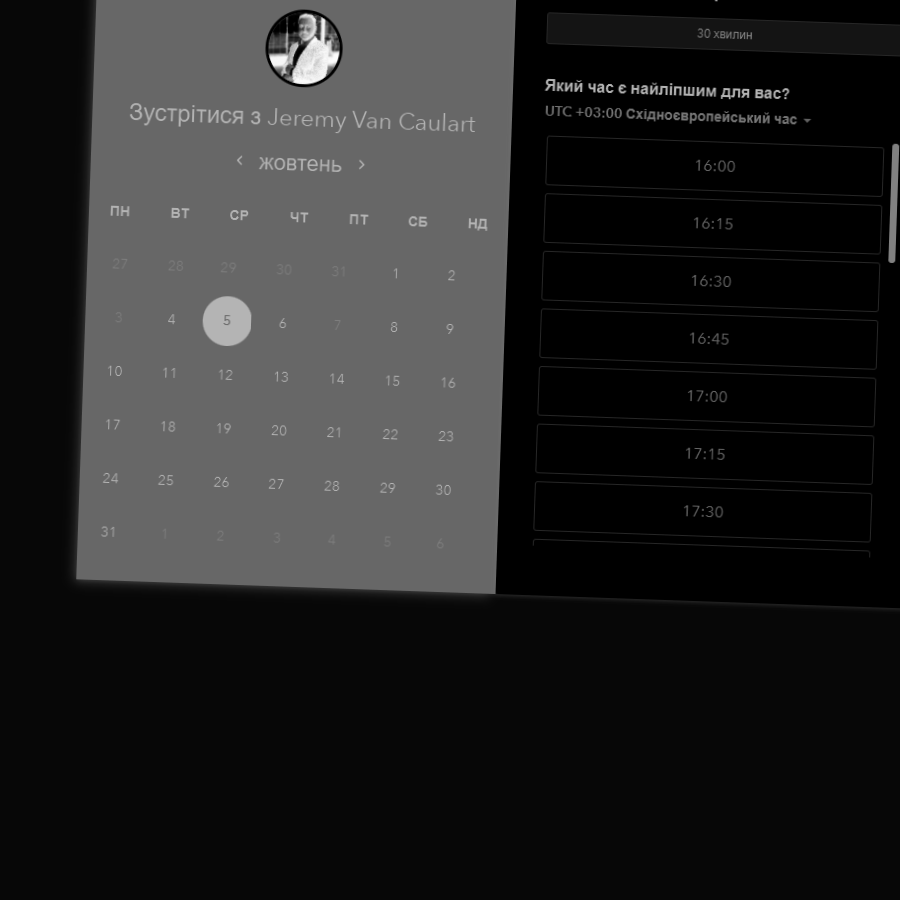 Зустрітися з Jeremy Van Caulart
жовтень
ПН ВТ СР ЧТ ПТ СБ НД
27 28 29 30 31 1 2
3 4 5 6 7 8 9
10 11 12 13 14 15 16
17 18 19 20 21 22 23
24 25 26 27 28 29 30
31 1 2 3 4 5 6
30 хвилин
Який час є найліпшим для вас?
UTC +03:00 Східноєвропейський час
16:00
16:15
16:30
16:45
17:00
17:15
17:30